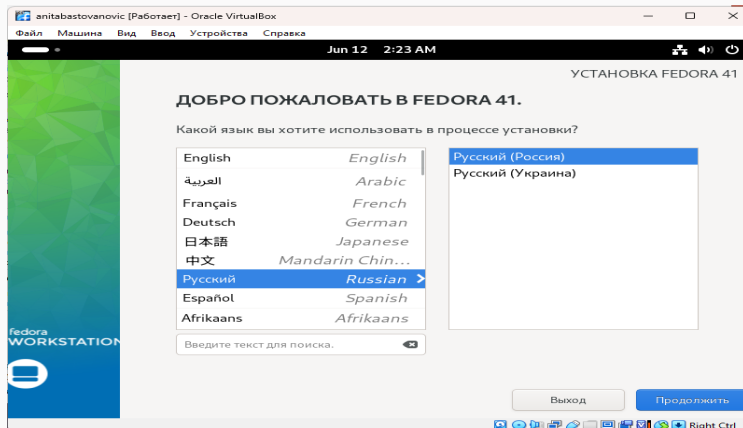 anitabastovanovic [Работает] - Oracle VirtualBox
Файл Машина Вид Ввод Устройства Справка
Jun 12 2:23 AM
УСТАНОВКА FEDORA 41
ДОБРО ПОЖАЛОВАТЬ В FEDORA 41.
Какой язык вы хотите использовать в процессе установки?
English English
العربية Arabic
Français French
Deutsch German
日本語 Japanese
中文 Mandarin Chin...
Русский Russian
Español Spanish
Afrikaans Afrikaans
Русский (Россия)
Русский (Украина)
Введите текст для поиска.
fedora
WORKSTATION
Выход Продолжить
Right Ctrl